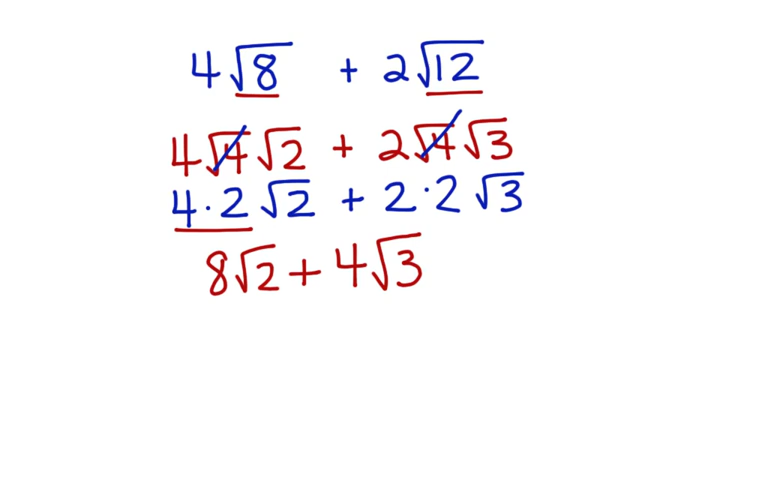 4√8 + 2√12
4√4 √2 + 2√4 √3
4·2 √2 + 2·2 √3
8√2 + 4√3